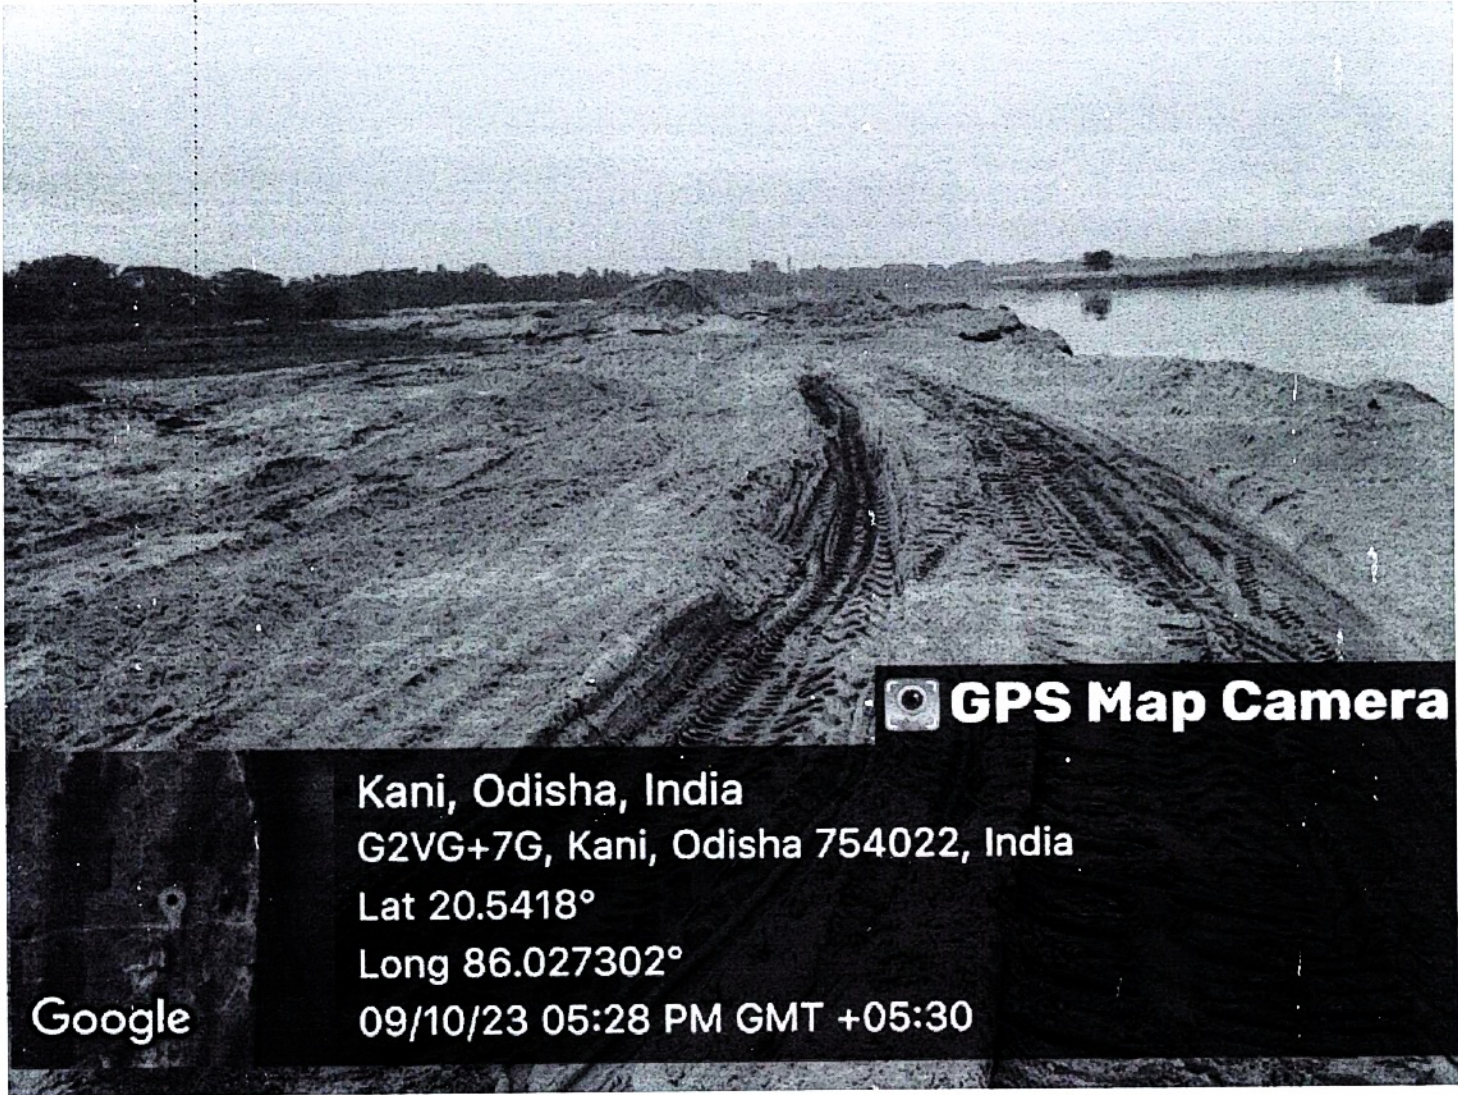 GPS Map Camera
Kani, Odisha, India
G2VG+7G, Kani, Odisha 754022, India
Lat 20.5418°
Long 86.027302°
09/10/23 05:28 PM GMT +05:30
Google